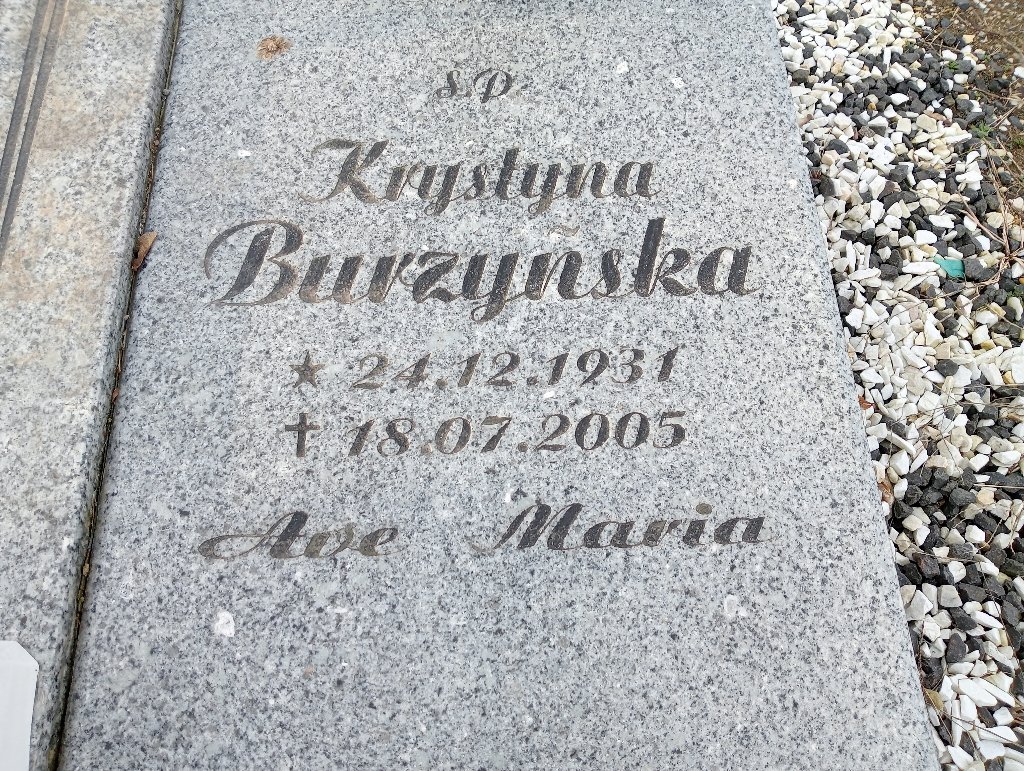 Ś.P.
Krystyna
Burzyńska
★ 24.12.1931
✝ 18.07.2005
Ave Maria